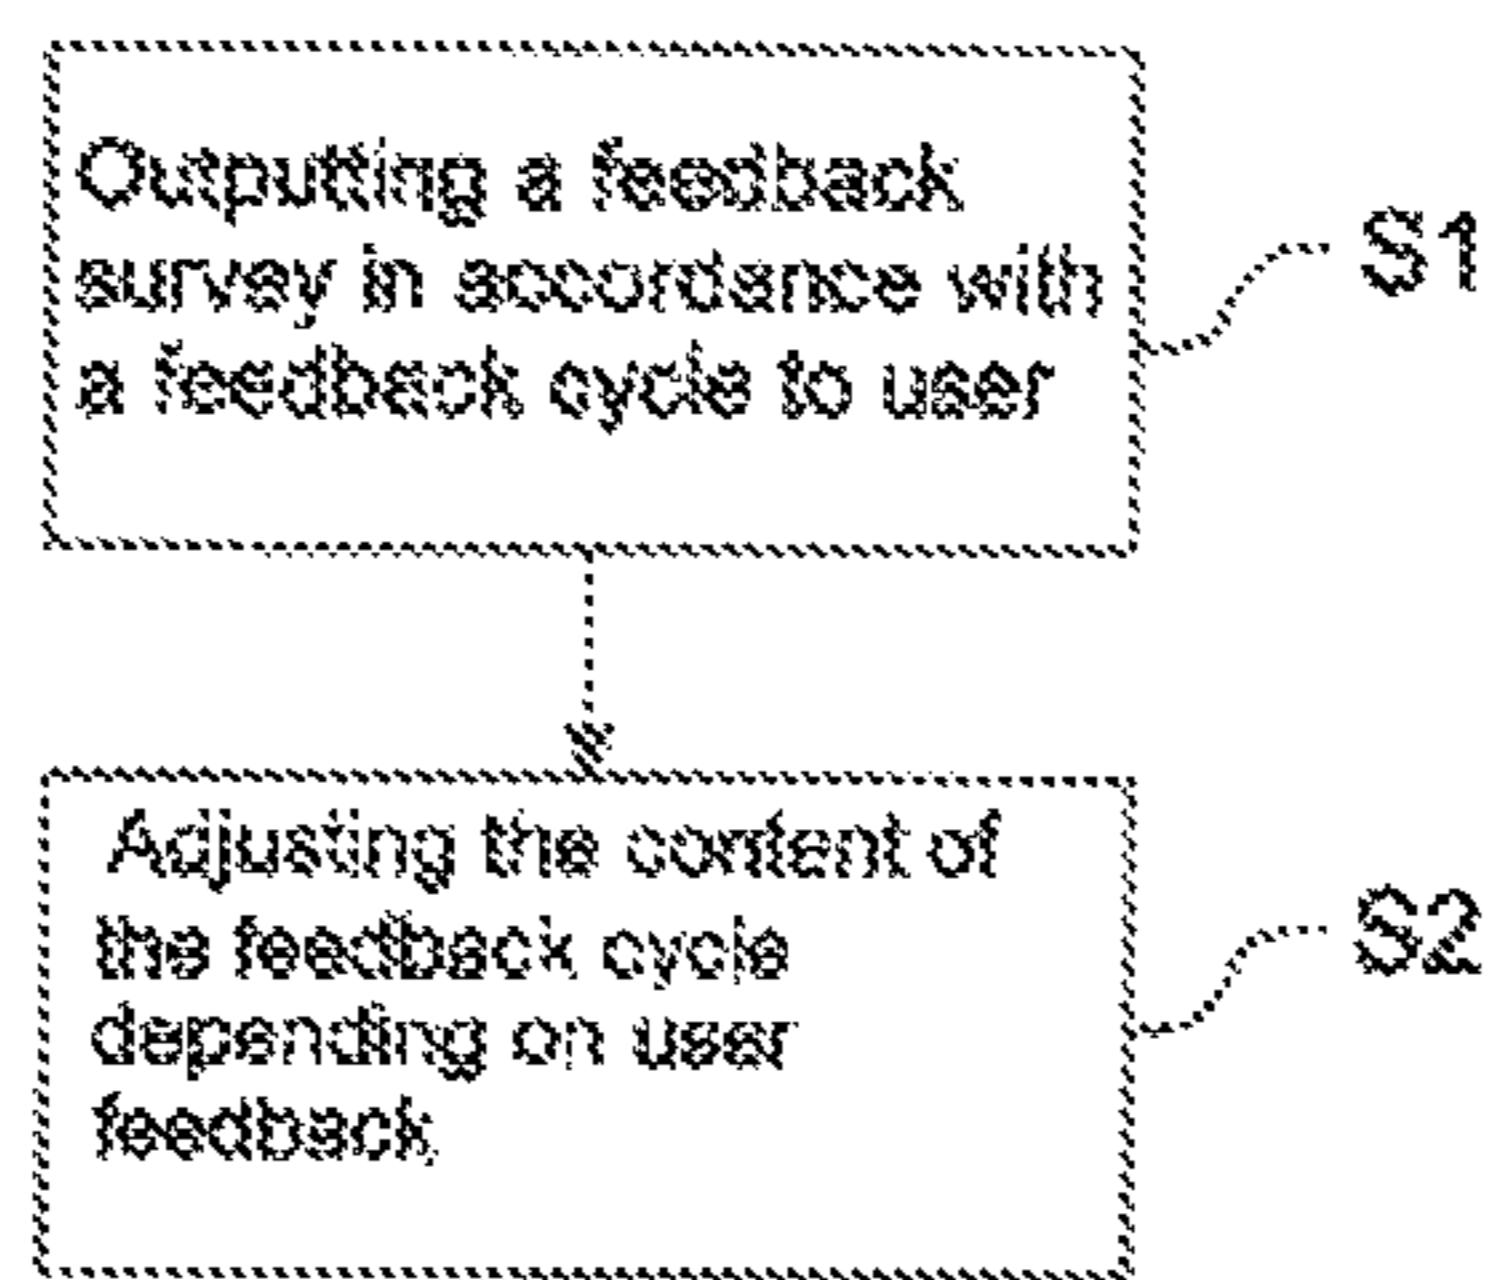 Outputting a feedback
survey in accordance with
a feedback cycle to user
S1
Adjusting the content of
the feedback cycle
depending on user
feedback
S2